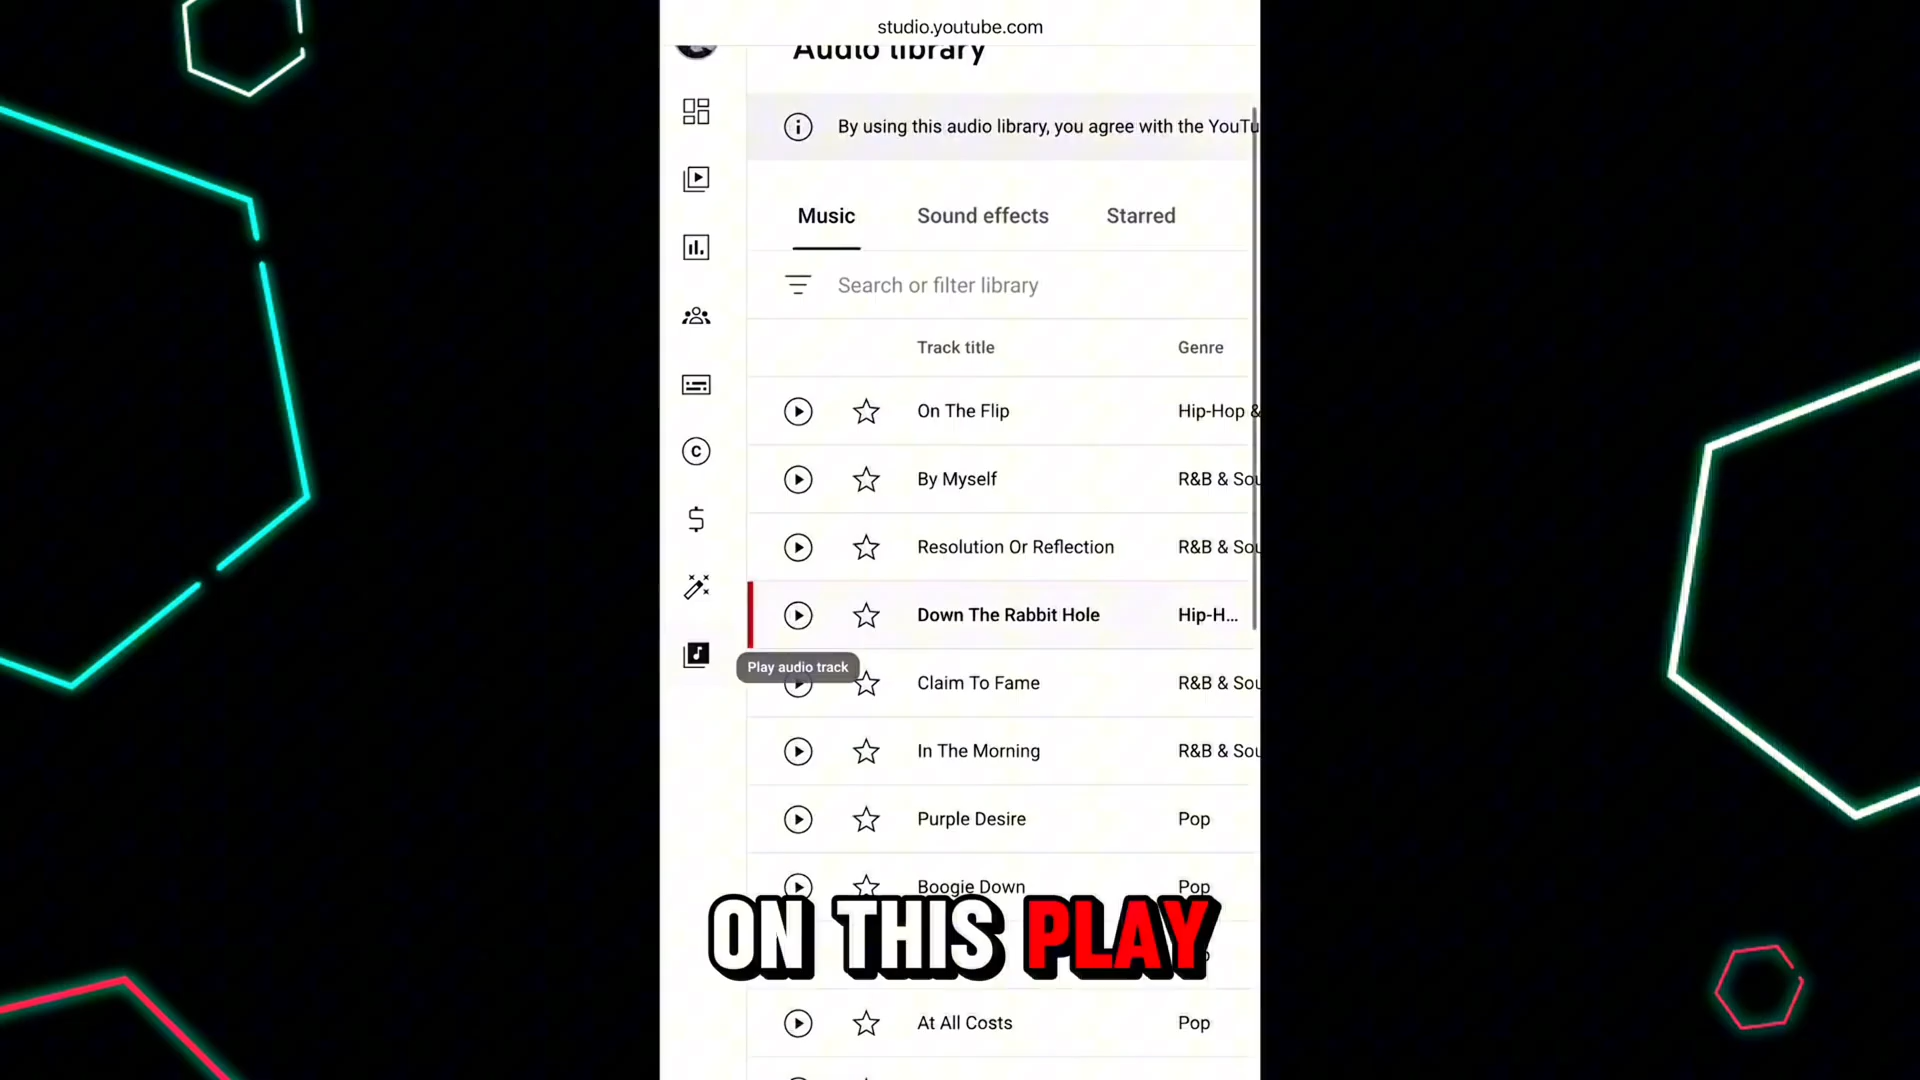 studio.youtube.com
Audio library
By using this audio library, you agree with the YouTu
Music Sound effects Starred
Search or filter library
Track title Genre
On The Flip Hip-Hop &
By Myself R&B & Sou
Resolution Or Reflection R&B & Sou
Down The Rabbit Hole Hip-H...
Play audio track
Claim To Fame R&B & Sou
In The Morning R&B & Sou
Purple Desire Pop
Boogie Down Pop
ON THIS PLAY
At All Costs Pop